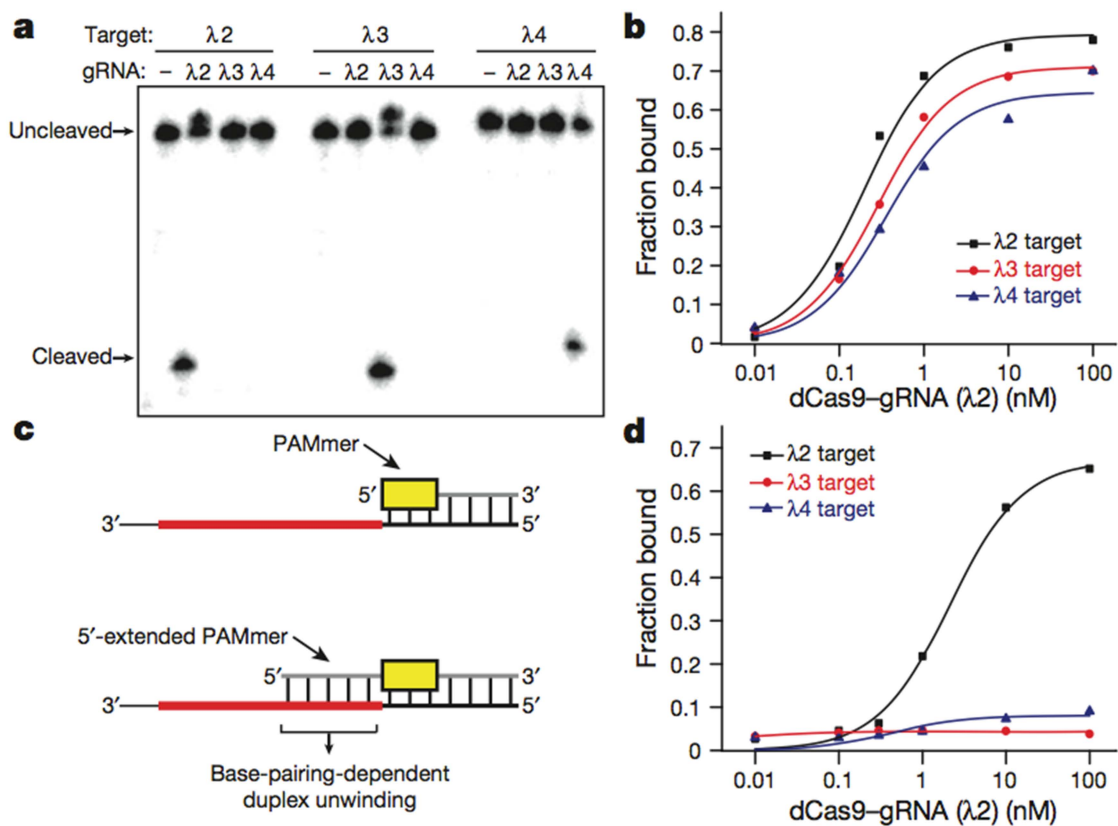 a
Target: λ2 λ3 λ4
gRNA: – λ2 λ3 λ4 – λ2 λ3 λ4 – λ2 λ3 λ4
Uncleaved
Cleaved
b
0.8
0.7
0.6
0.5
0.4
0.3
0.2
0.1
0
Fraction bound
λ2 target
λ3 target
λ4 target
0.01 0.1 1 10 100
dCas9–gRNA (λ2) (nM)
c
PAMmer
5′ 3′
3′ 5′
5′-extended PAMmer
5′ 3′
3′ 5′
Base-pairing-dependent
duplex unwinding
d
0.7
0.6
0.5
0.4
0.3
0.2
0.1
0
Fraction bound
λ2 target
λ3 target
λ4 target
0.01 0.1 1 10 100
dCas9–gRNA (λ2) (nM)